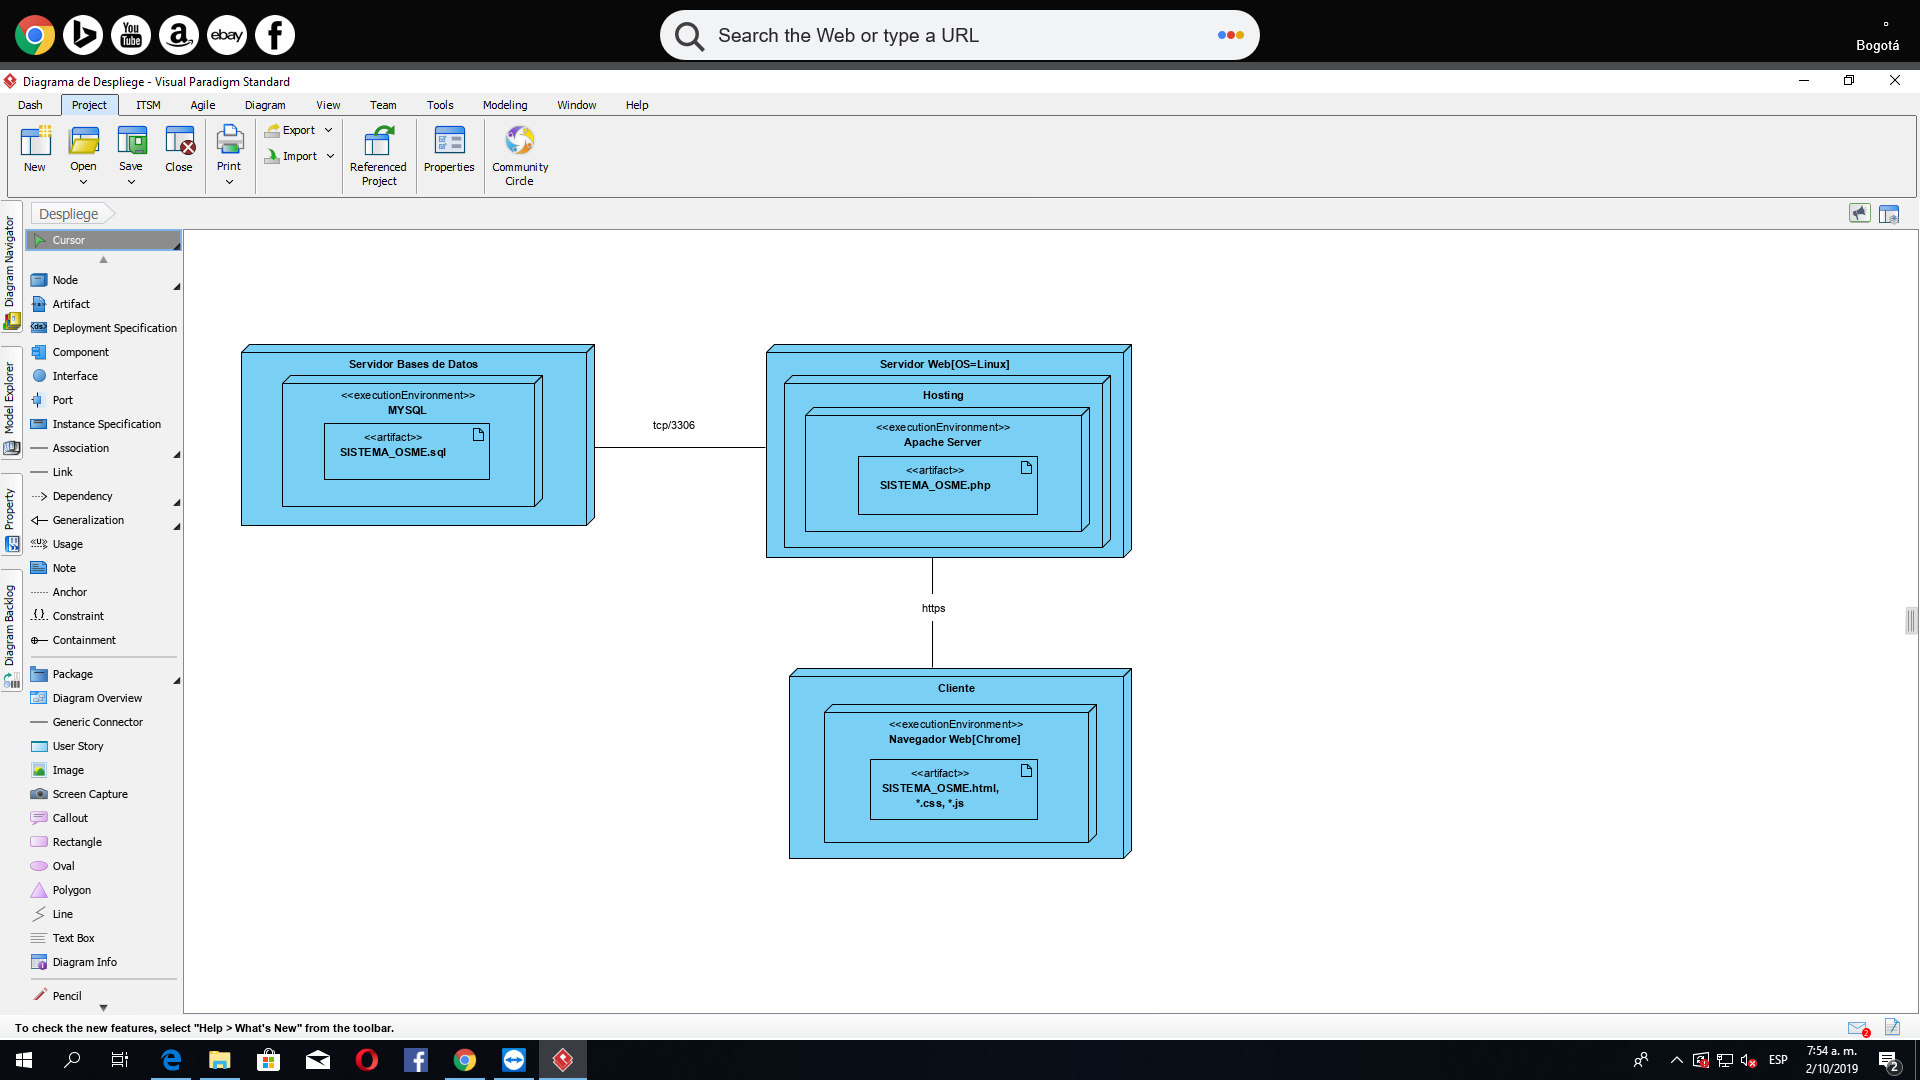 You
Tube
a
ebay
f
Search the Web or type a URL
Bogotá
Diagrama de Despliege - Visual Paradigm Standard
Dash Project ITSM Agile Diagram View Team Tools Modeling Window Help
New Open Save Close Print Export Import Referenced Project Properties Community Circle
Despliege
Diagram Navigator
Model Explorer
Property
Diagram Backlog
Cursor
Node
Artifact
Deployment Specification
Component
Interface
Port
Instance Specification
Association
Link
Dependency
Generalization
Usage
Note
Anchor
Constraint
Containment
Package
Diagram Overview
Generic Connector
User Story
Image
Screen Capture
Callout
Rectangle
Oval
Polygon
Line
Text Box
Diagram Info
Pencil
Servidor Bases de Datos
<<executionEnvironment>>
MYSQL
<<artifact>>
SISTEMA_OSME.sql
tcp/3306
Servidor Web[OS=Linux]
Hosting
<<executionEnvironment>>
Apache Server
<<artifact>>
SISTEMA_OSME.php
https
Cliente
<<executionEnvironment>>
Navegador Web[Chrome]
<<artifact>>
SISTEMA_OSME.html,
*.css, *.js
To check the new features, select "Help > What's New" from the toolbar.
2
ESP
7:54 a. m.
2/10/2019
2